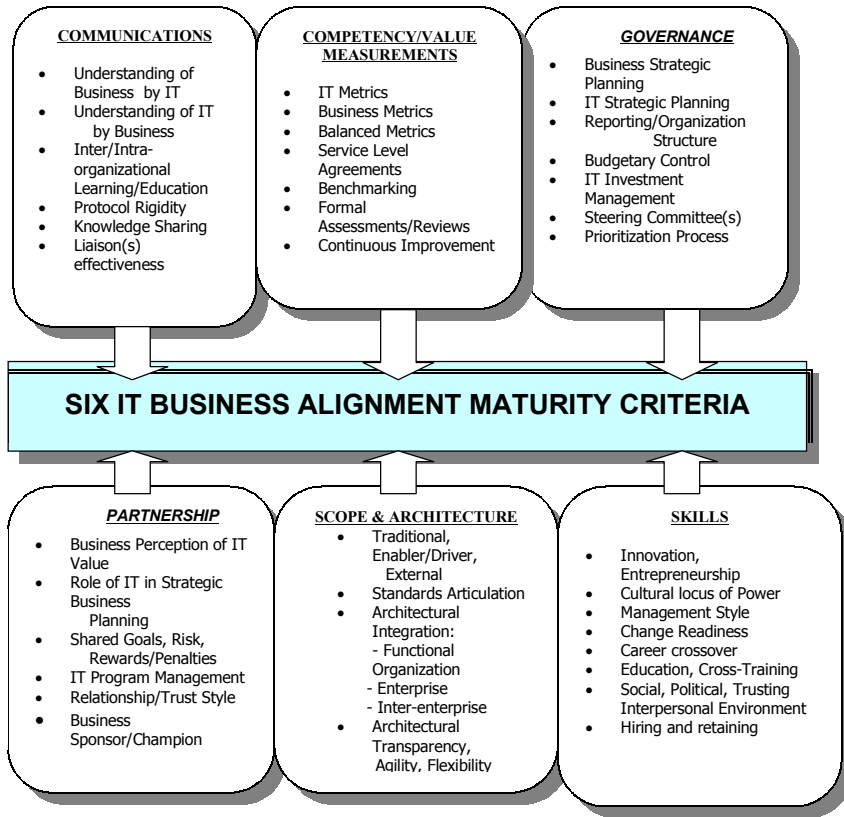 COMMUNICATIONS
• Understanding of
Business by IT
• Understanding of IT
by Business
• Inter/Intra-
organizational
Learning/Education
• Protocol Rigidity
• Knowledge Sharing
• Liaison(s)
effectiveness
COMPETENCY/VALUE
MEASUREMENTS
• IT Metrics
• Business Metrics
• Balanced Metrics
• Service Level
Agreements
• Benchmarking
• Formal
Assessments/Reviews
• Continuous Improvement
GOVERNANCE
• Business Strategic
Planning
• IT Strategic Planning
• Reporting/Organization
Structure
• Budgetary Control
• IT Investment
Management
• Steering Committee(s)
• Prioritization Process
SIX IT BUSINESS ALIGNMENT MATURITY CRITERIA
PARTNERSHIP
• Business Perception of IT
Value
• Role of IT in Strategic
Business
Planning
• Shared Goals, Risk,
Rewards/Penalties
• IT Program Management
• Relationship/Trust Style
• Business
Sponsor/Champion
SCOPE & ARCHITECTURE
• Traditional,
Enabler/Driver,
External
• Standards Articulation
• Architectural
Integration:
- Functional
Organization
- Enterprise
- Inter-enterprise
• Architectural
Transparency,
Agility, Flexibility
SKILLS
• Innovation,
Entrepreneurship
• Cultural locus of Power
• Management Style
• Change Readiness
• Career crossover
• Education, Cross-Training
• Social, Political, Trusting
Interpersonal Environment
• Hiring and retaining